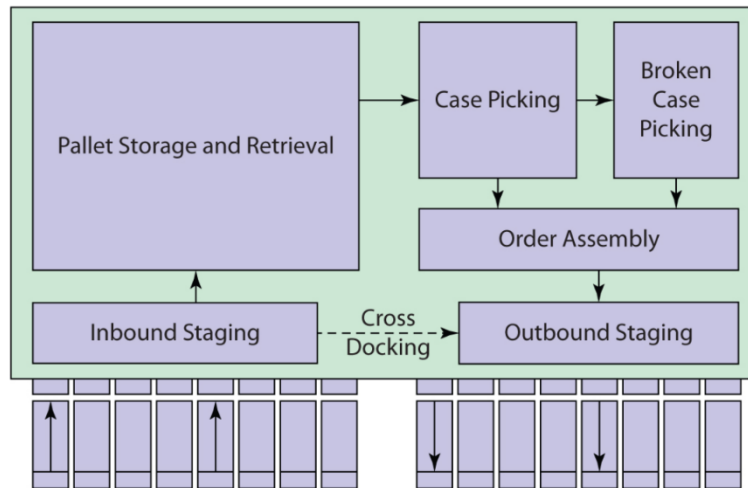 Pallet Storage and Retrieval
Case Picking
Broken
Case
Picking
Order Assembly
Inbound Staging
Cross
Docking
Outbound Staging